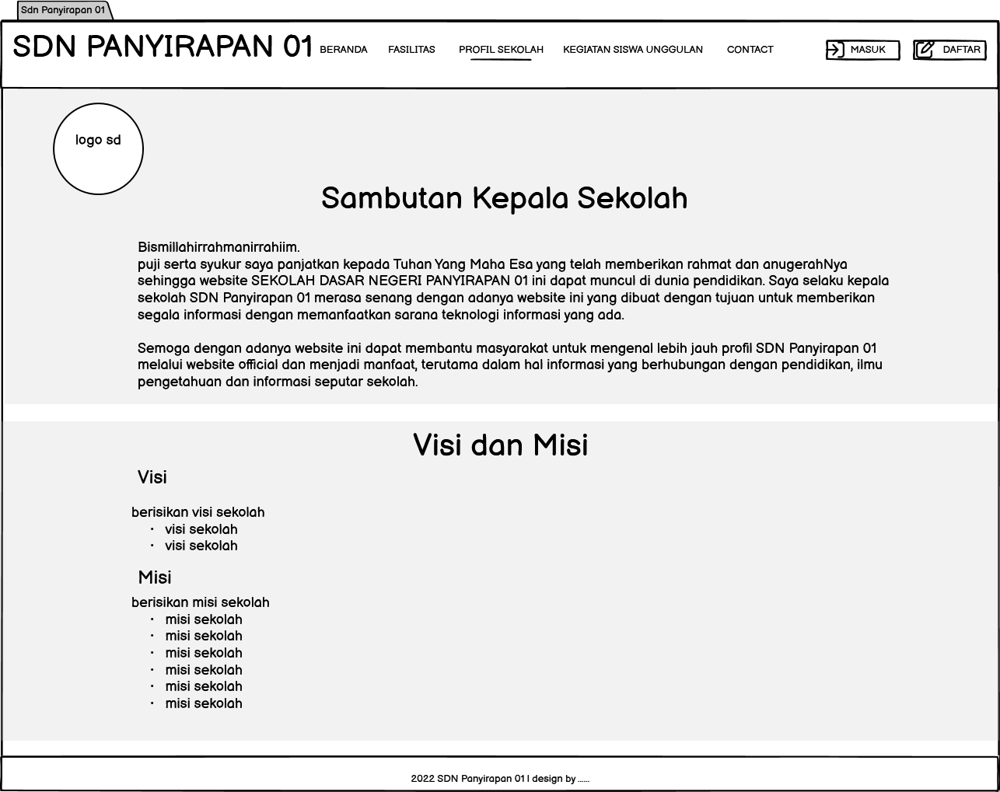 Sdn Panyirapan 01
SDN PANYIRAPAN 01
BERANDA
FASILITAS
PROFIL SEKOLAH
KEGIATAN SISWA UNGGULAN
CONTACT
MASUK
DAFTAR
logo sd
Sambutan Kepala Sekolah
Bismillahirrahmanirrahiim.
puji serta syukur saya panjatkan kepada Tuhan Yang Maha Esa yang telah memberikan rahmat dan anugerahNya
sehingga website SEKOLAH DASAR NEGERI PANYIRAPAN 01 ini dapat muncul di dunia pendidikan. Saya selaku kepala
sekolah SDN Panyirapan 01 merasa senang dengan adanya website ini yang dibuat dengan tujuan untuk memberikan
segala informasi dengan memanfaatkan sarana teknologi informasi yang ada.
Semoga dengan adanya website ini dapat membantu masyarakat untuk mengenal lebih jauh profil SDN Panyirapan 01
melalui website official dan menjadi manfaat, terutama dalam hal informasi yang berhubungan dengan pendidikan, ilmu
pengetahuan dan informasi seputar sekolah.
Visi dan Misi
Visi
berisikan visi sekolah
• visi sekolah
• visi sekolah
Misi
berisikan misi sekolah
• misi sekolah
• misi sekolah
• misi sekolah
• misi sekolah
• misi sekolah
• misi sekolah
2022 SDN Panyirapan 01 I design by ......